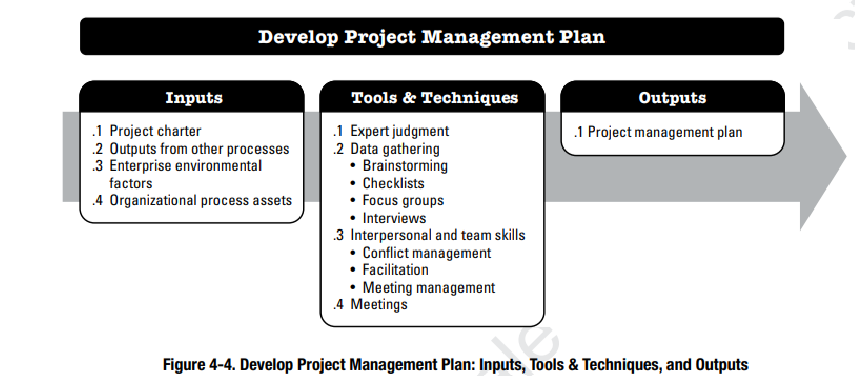 Develop Project Management Plan
Inputs
.1 Project charter
.2 Outputs from other processes
.3 Enterprise environmental
factors
.4 Organizational process assets
Tools & Techniques
.1 Expert judgment
.2 Data gathering
• Brainstorming
• Checklists
• Focus groups
• Interviews
.3 Interpersonal and team skills
• Conflict management
• Facilitation
• Meeting management
.4 Meetings
Outputs
.1 Project management plan
Figure 4-4. Develop Project Management Plan: Inputs, Tools & Techniques, and Outputs